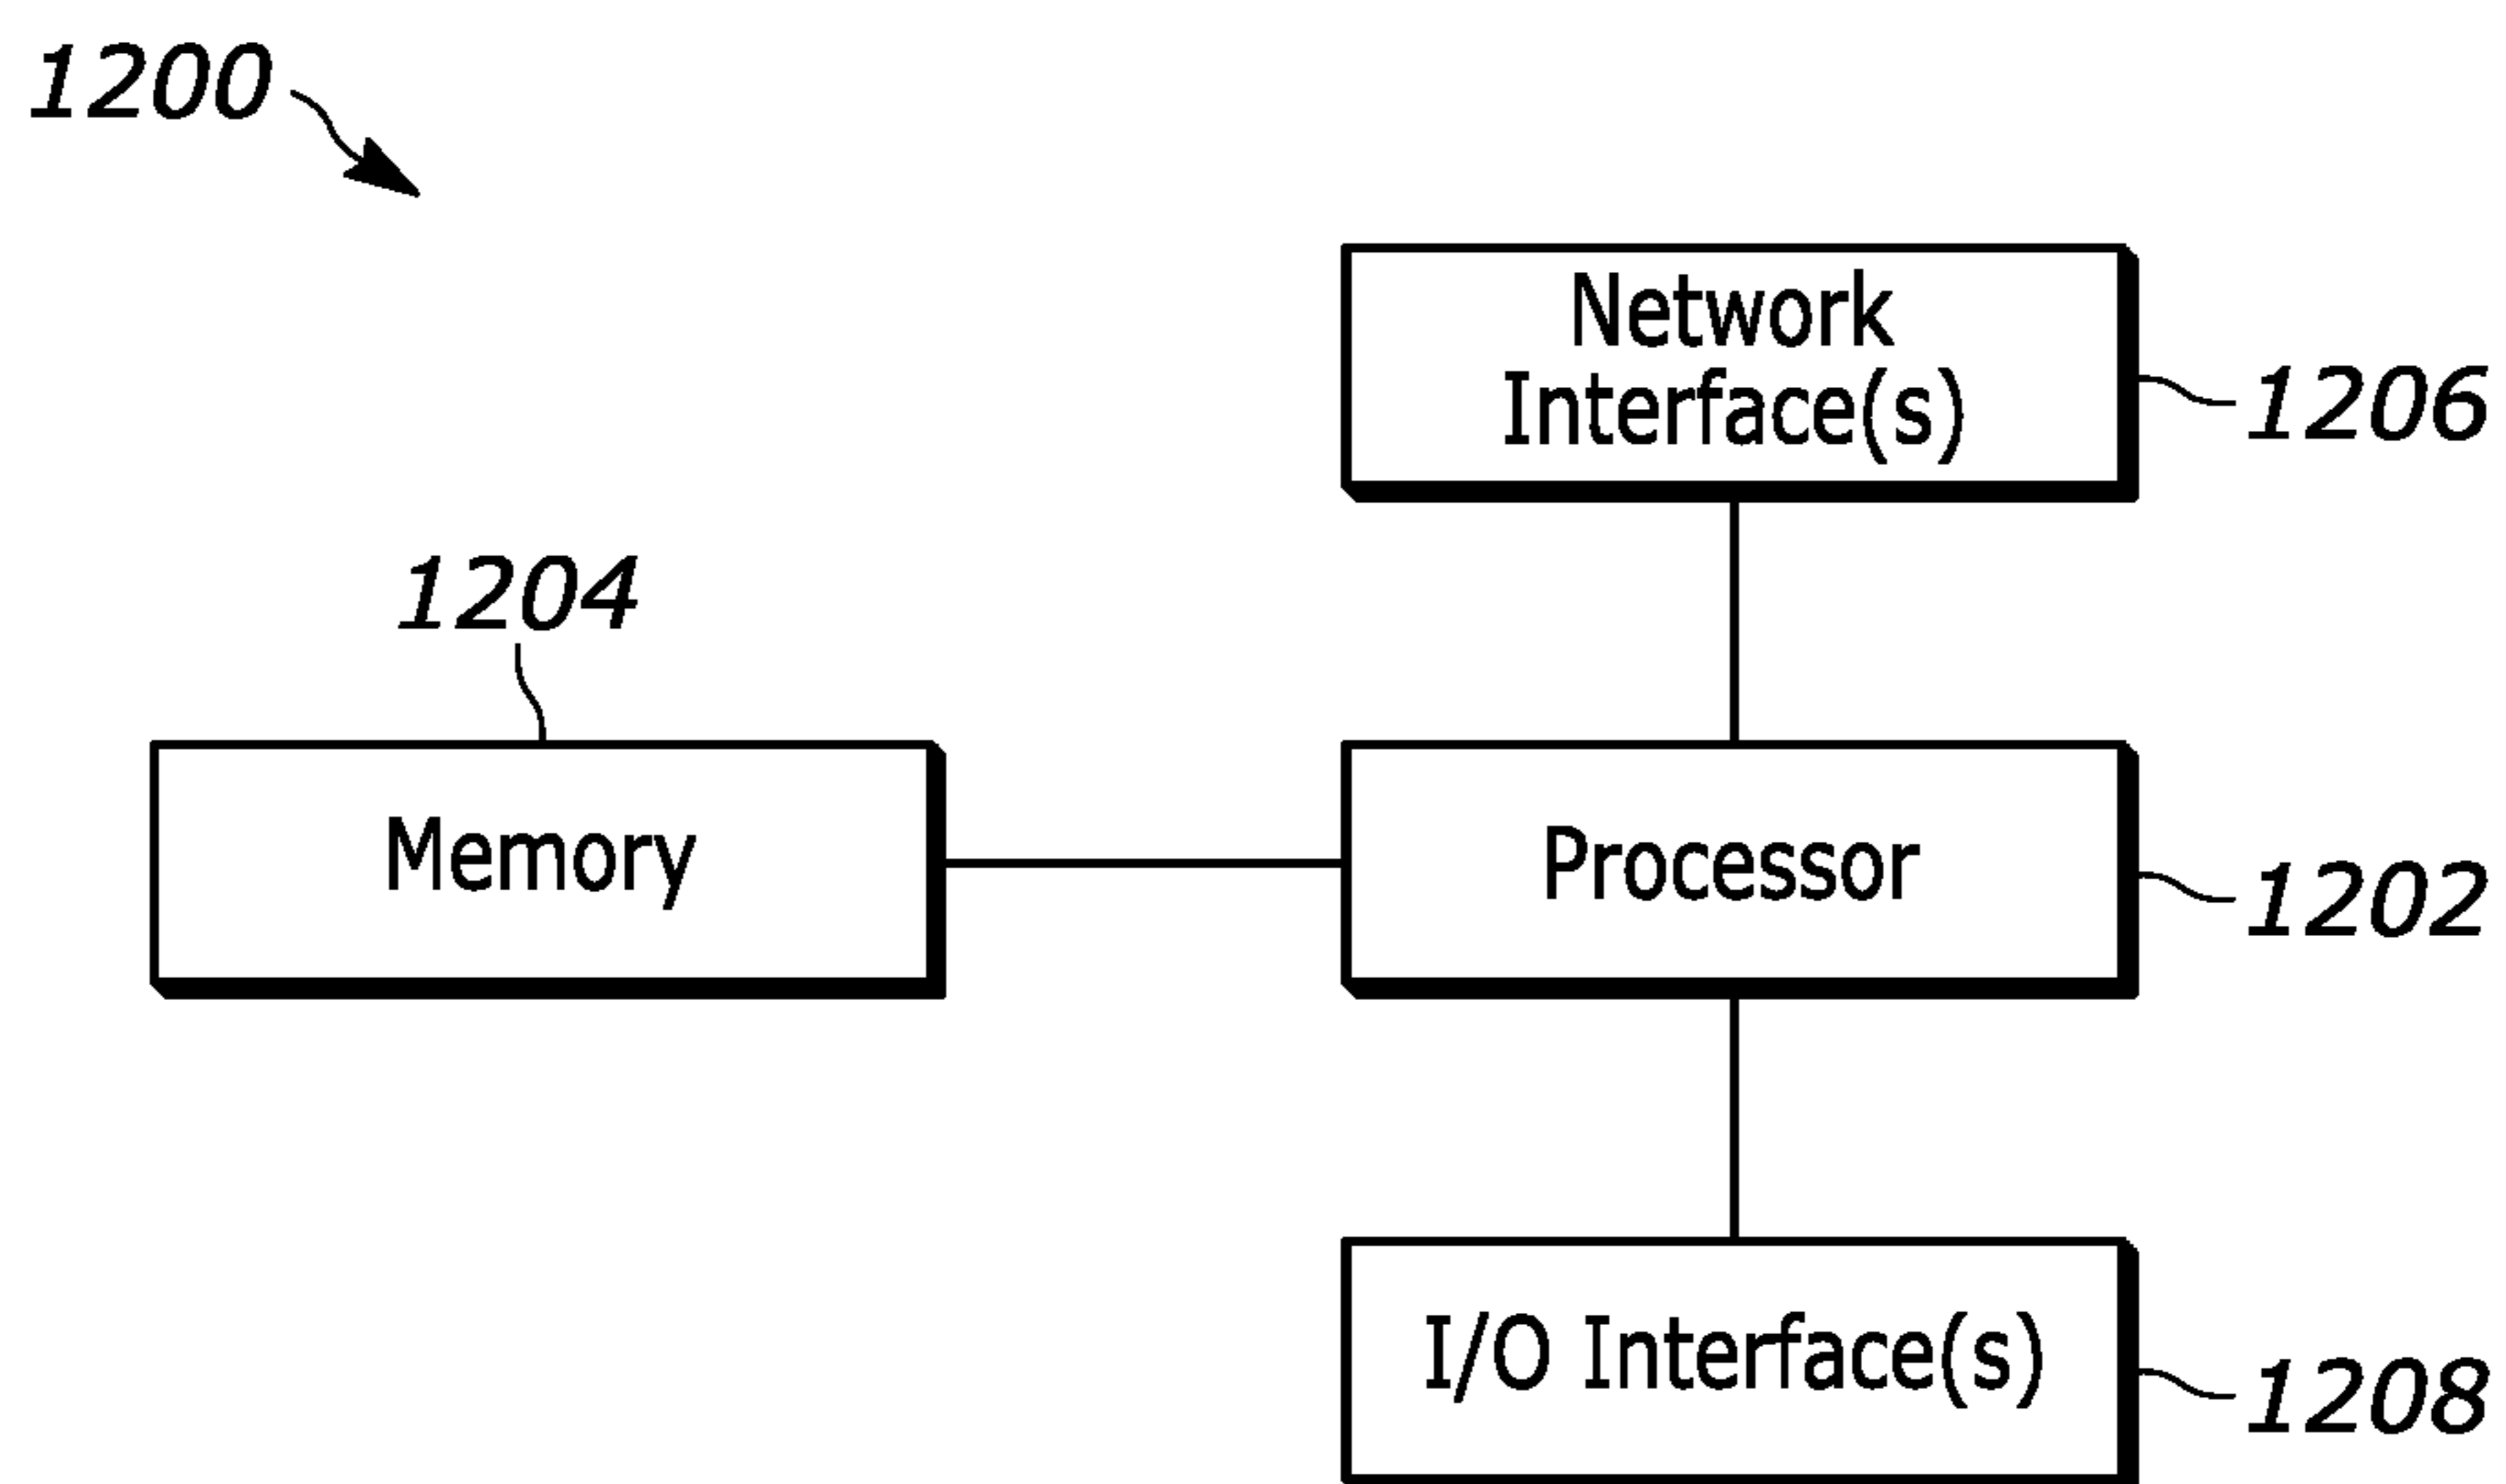 1200
Network
Interface(s)
1206
1204
Memory
Processor
1202
I/O Interface(s)
1208